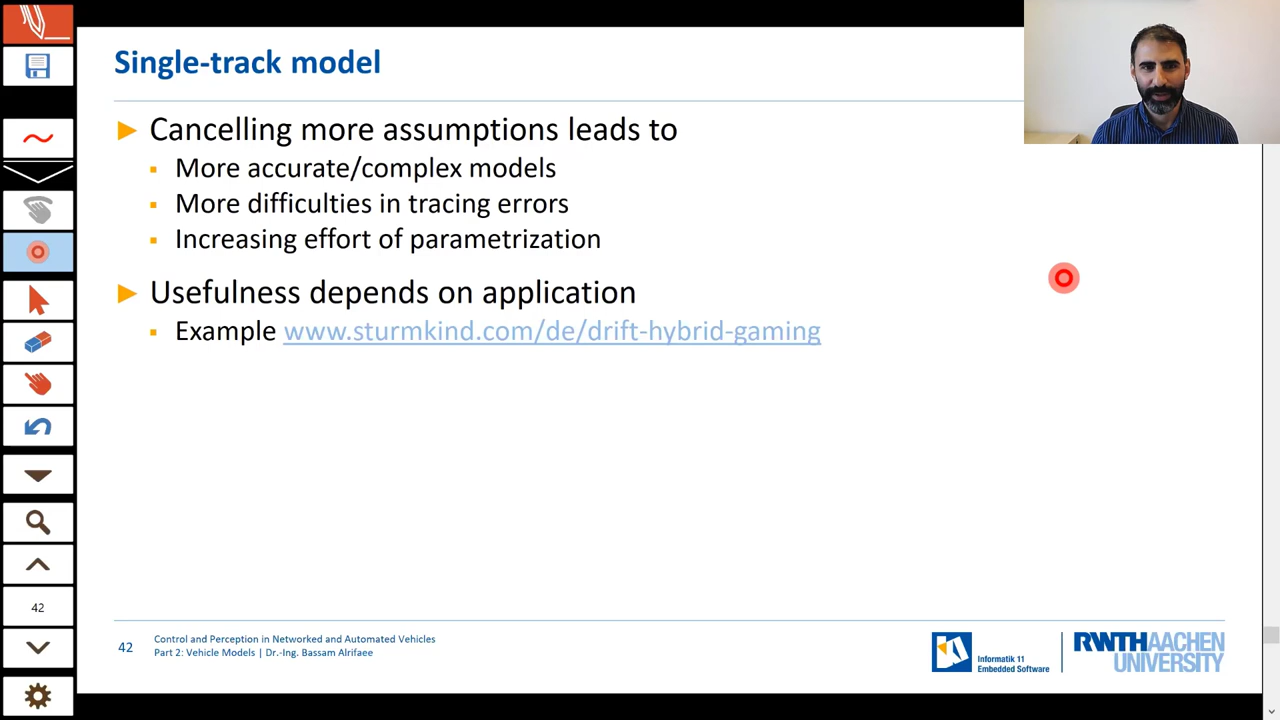 Single-track model
► Cancelling more assumptions leads to
▪ More accurate/complex models
▪ More difficulties in tracing errors
▪ Increasing effort of parametrization
► Usefulness depends on application
▪ Example www.sturmkind.com/de/drift-hybrid-gaming
42
42
Control and Perception in Networked and Automated Vehicles
Part 2: Vehicle Models | Dr.-Ing. Bassam Alrifaee
Informatik 11
Embedded Software
RWTHAACHEN
UNIVERSITY